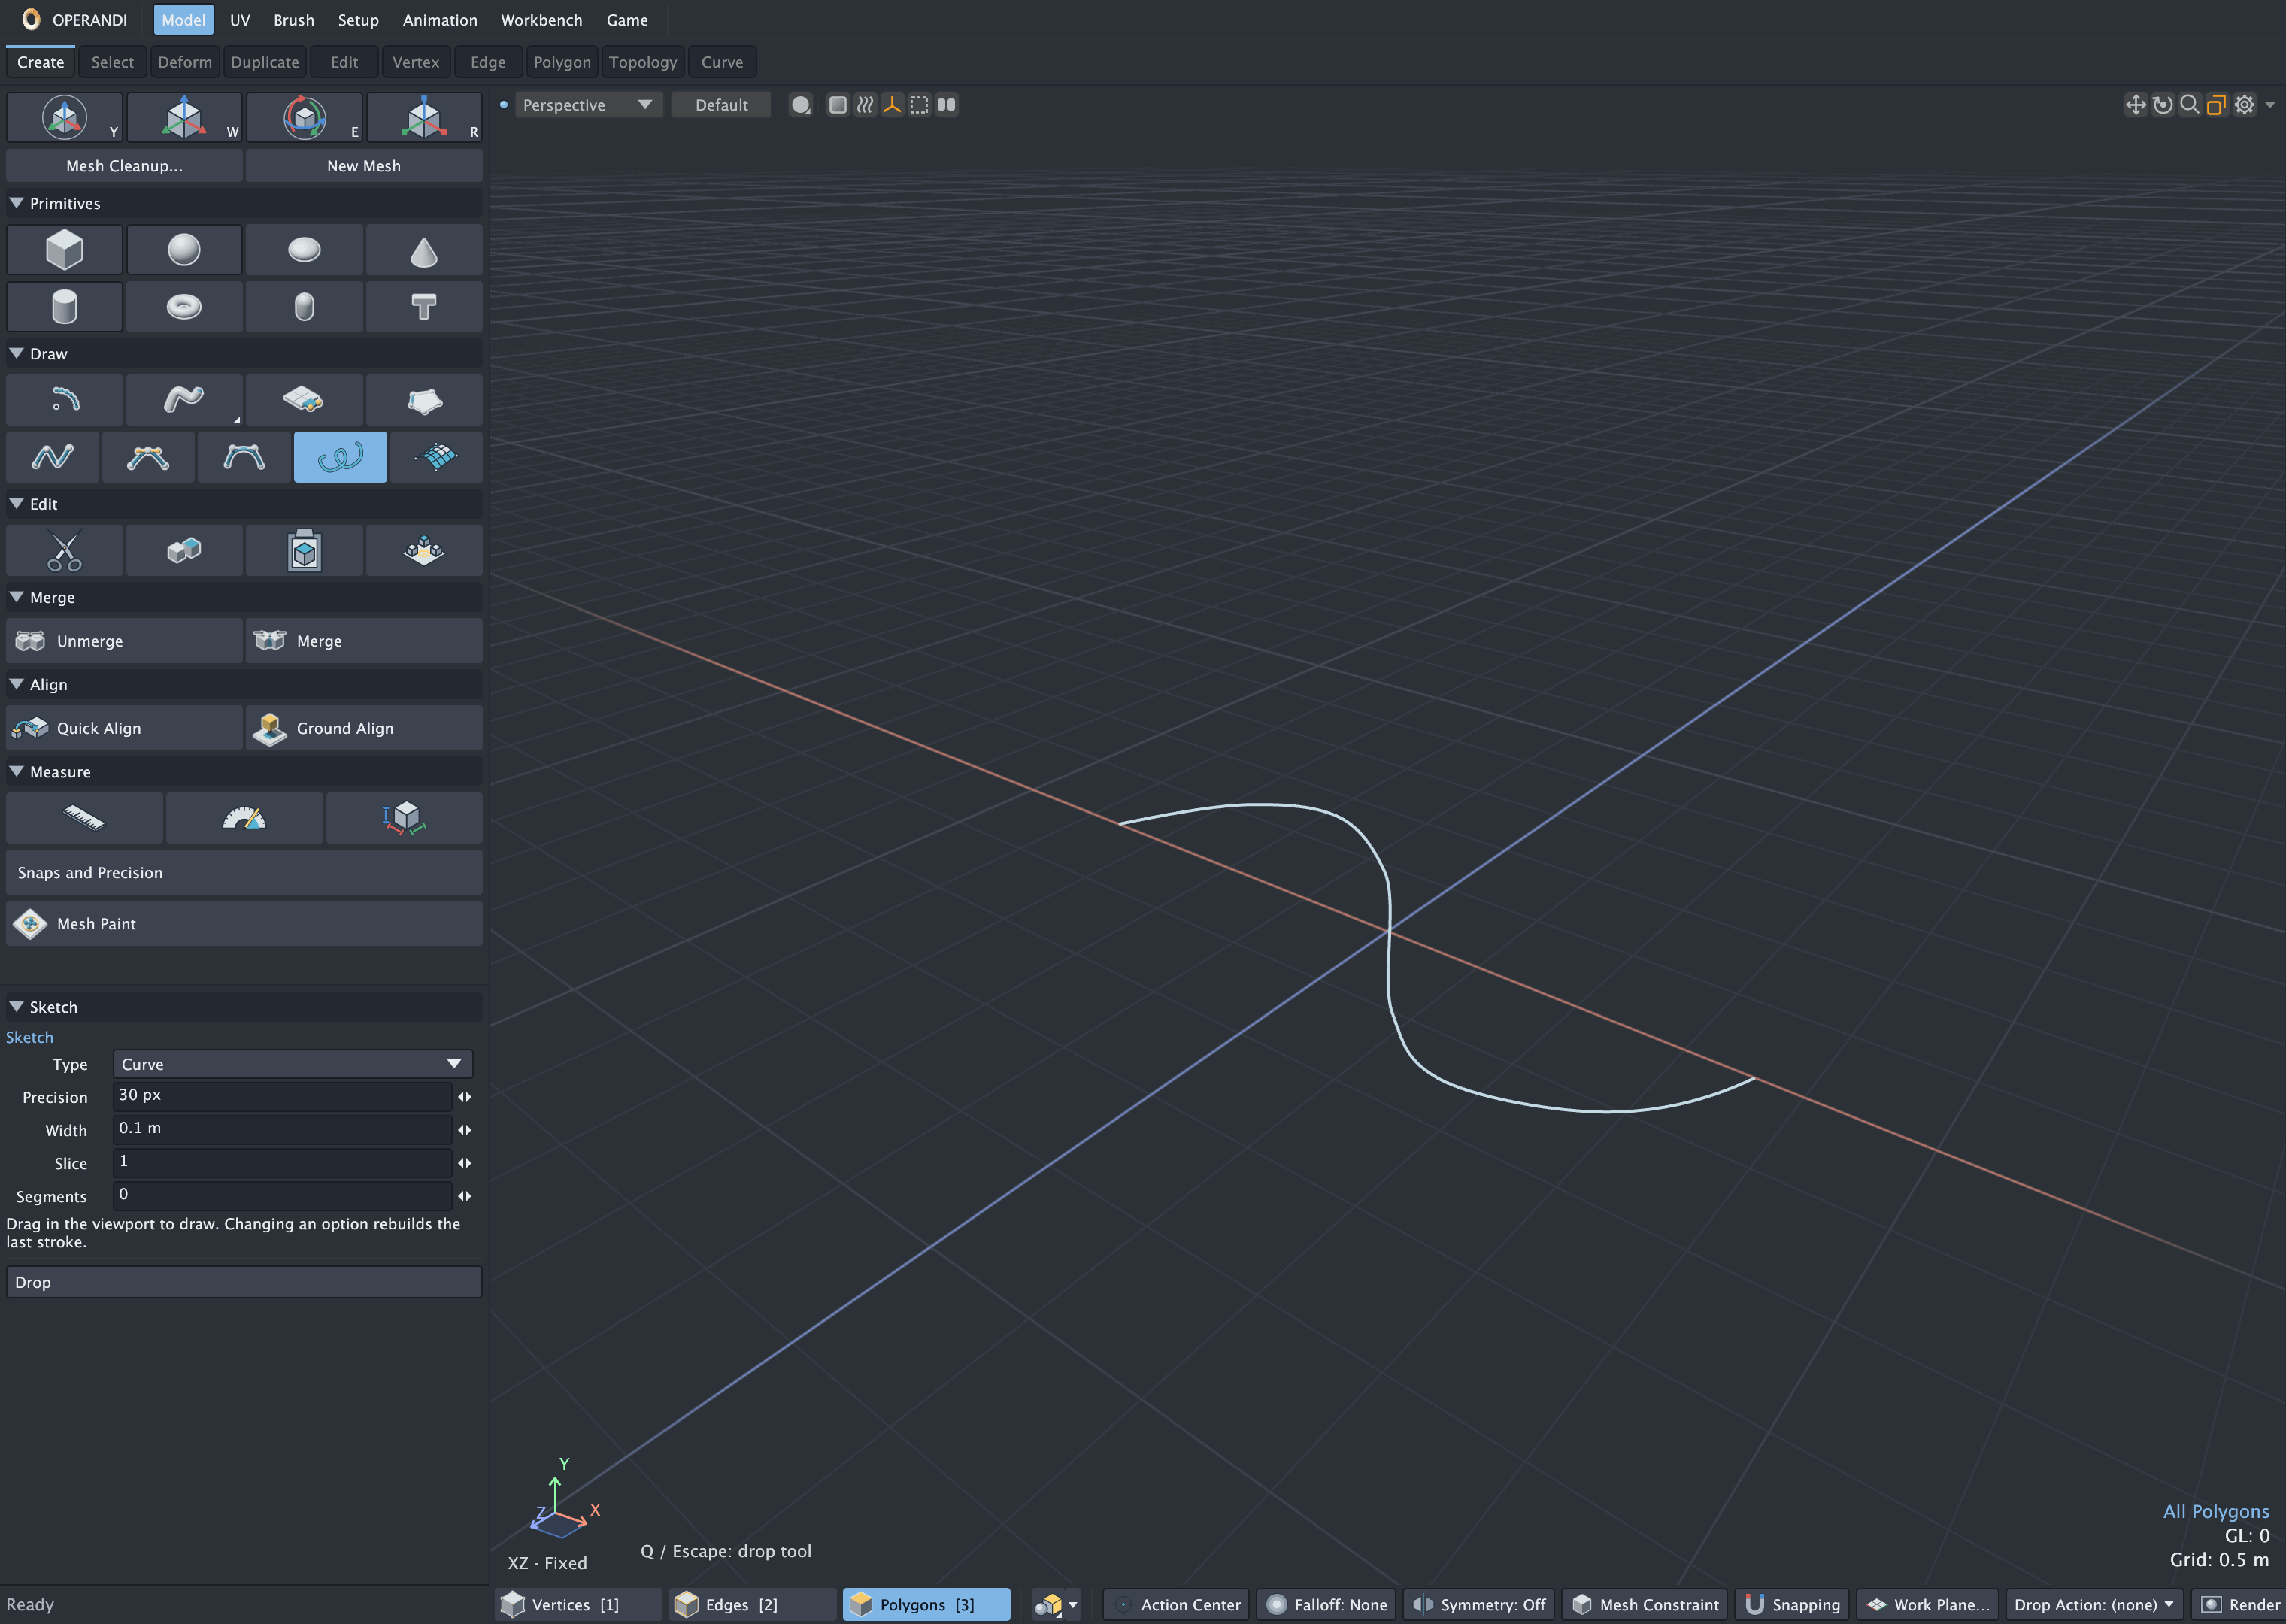 OPERANDI Model UV Brush Setup Animation Workbench Game
Create Select Deform Duplicate Edit Vertex Edge Polygon Topology Curve
Y W E R
Perspective Default
Mesh Cleanup... New Mesh
Primitives
Draw
Edit
Merge
Unmerge Merge
Align
Quick Align Ground Align
Measure
Snaps and Precision
Mesh Paint
Sketch
Sketch
Type Curve
Precision 30 px
Width 0.1 m
Slice 1
Segments 0
Drag in the viewport to draw. Changing an option rebuilds the
last stroke.
Drop
Y
X
Z
XZ · Fixed
Q / Escape: drop tool
All Polygons
GL: 0
Grid: 0.5 m
Ready Vertices [1] Edges [2] Polygons [3] Action Center Falloff: None Symmetry: Off Mesh Constraint Snapping Work Plane... Drop Action: (none) Render